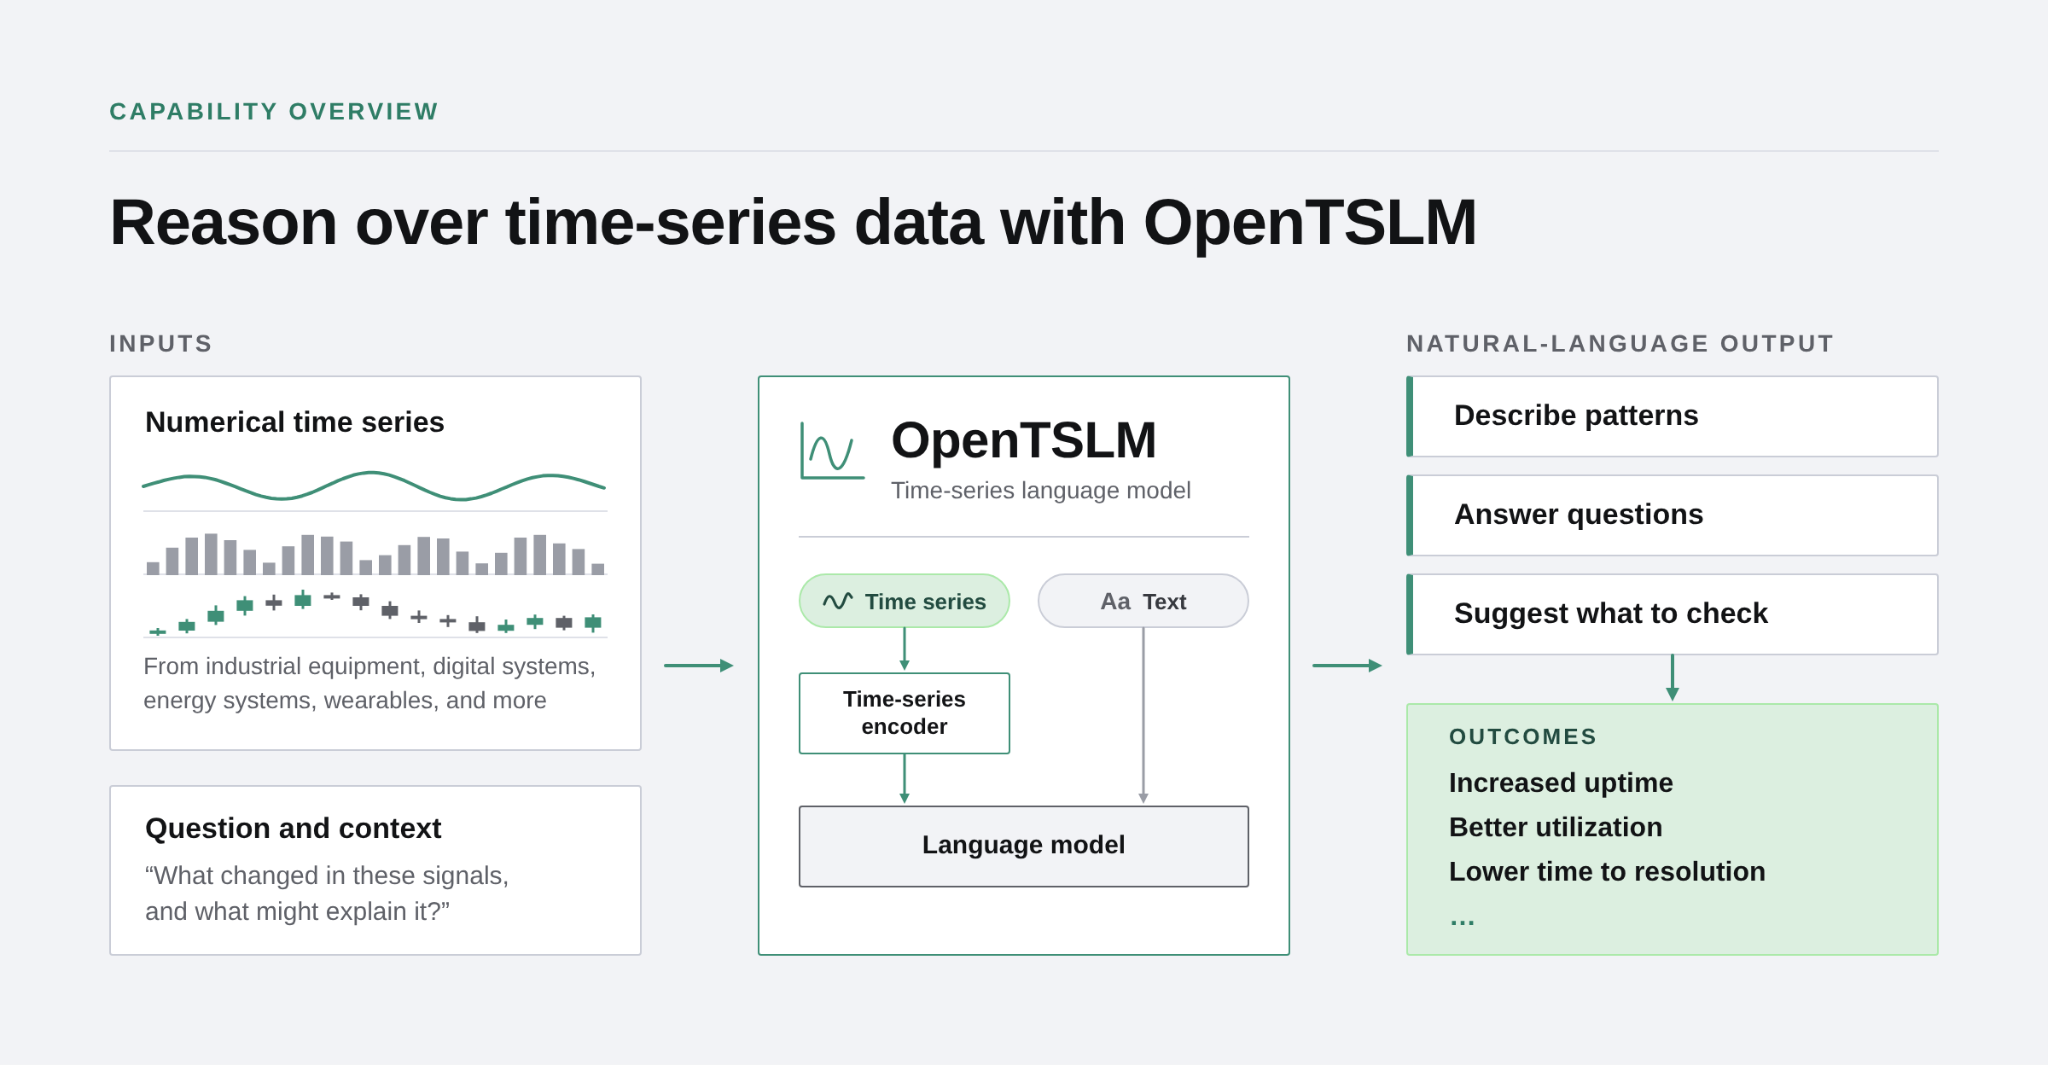 CAPABILITY OVERVIEW
Reason over time-series data with OpenTSLM
INPUTS
Numerical time series
From industrial equipment, digital systems,
energy systems, wearables, and more
Question and context
“What changed in these signals,
and what might explain it?”
OpenTSLM
Time-series language model
Time series
Aa Text
Time-series
encoder
Language model
NATURAL-LANGUAGE OUTPUT
Describe patterns
Answer questions
Suggest what to check
OUTCOMES
Increased uptime
Better utilization
Lower time to resolution
...